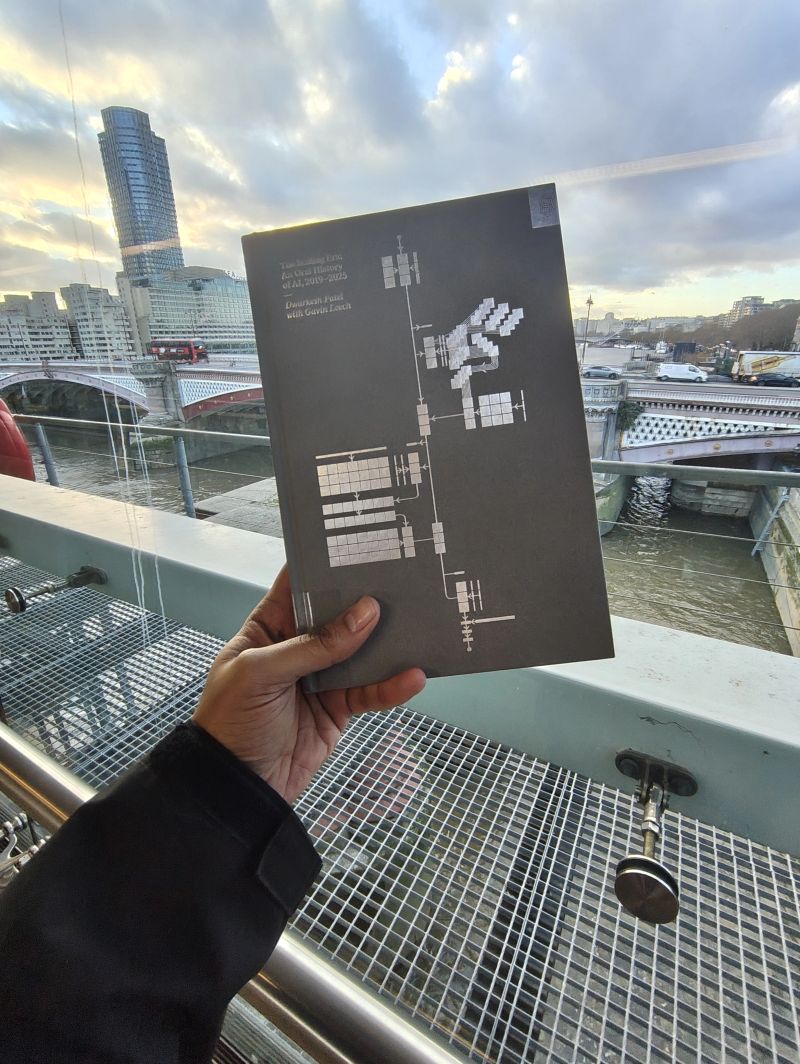 The Scaling Era:
An Oral History
of AI, 2019–2025
—
Dwarkesh Patel
with Gavin Leech